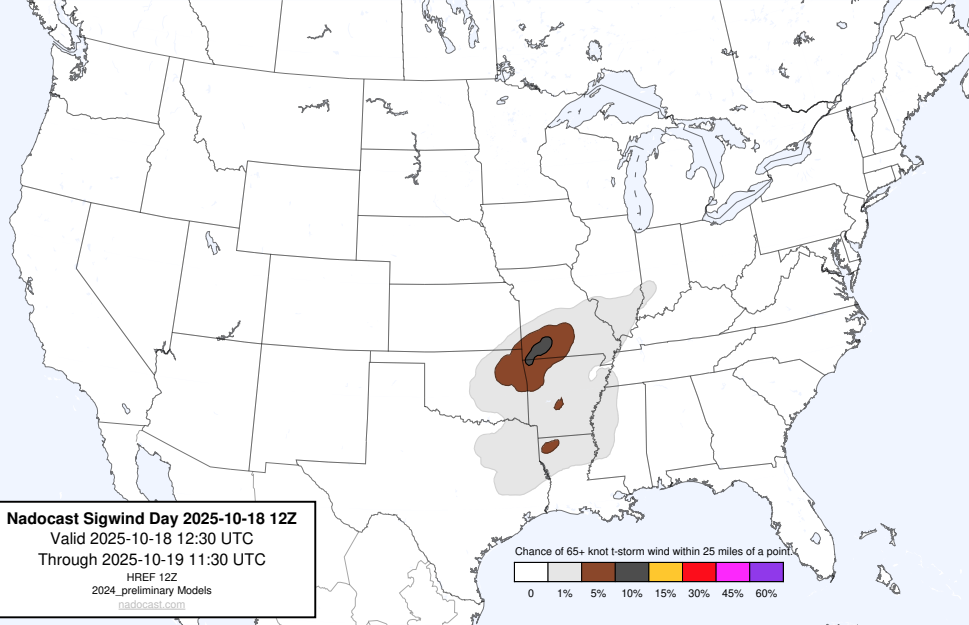 Nadocast Sigwind Day 2025-10-18 12Z
Valid 2025-10-18 12:30 UTC
Through 2025-10-19 11:30 UTC
HREF 12Z
2024_preliminary Models
nadocast.com
Chance of 65+ knot t-storm wind within 25 miles of a point.
0 1% 5% 10% 15% 30% 45% 60%